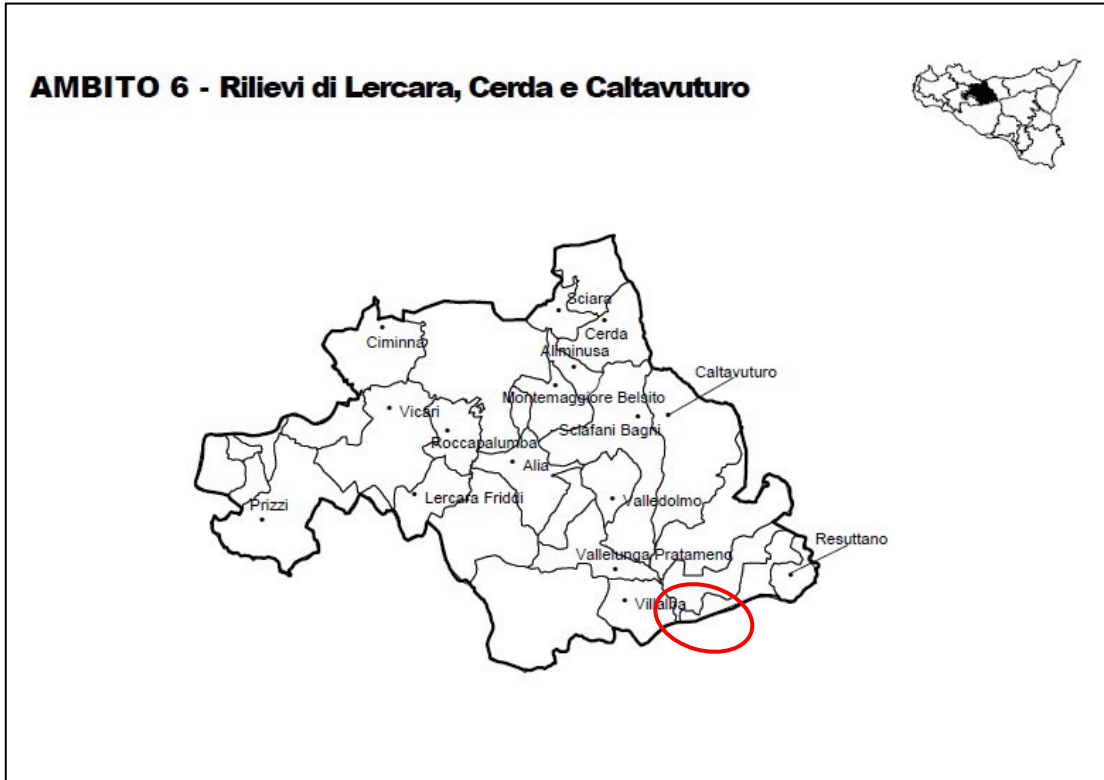 AMBITO 6 - Rilievi di Lercara, Cerda e Caltavuturo
Sciara
Cerda
Ciminna
Aliminusa
Caltavuturo
Montemaggiore Belsito
Vicari
Sclafani Bagni
Roccapalumba
Alia
Lercara Friddi
Valledolmo
Prizzi
Resuttano
Vallelunga Pratameno
Villalba